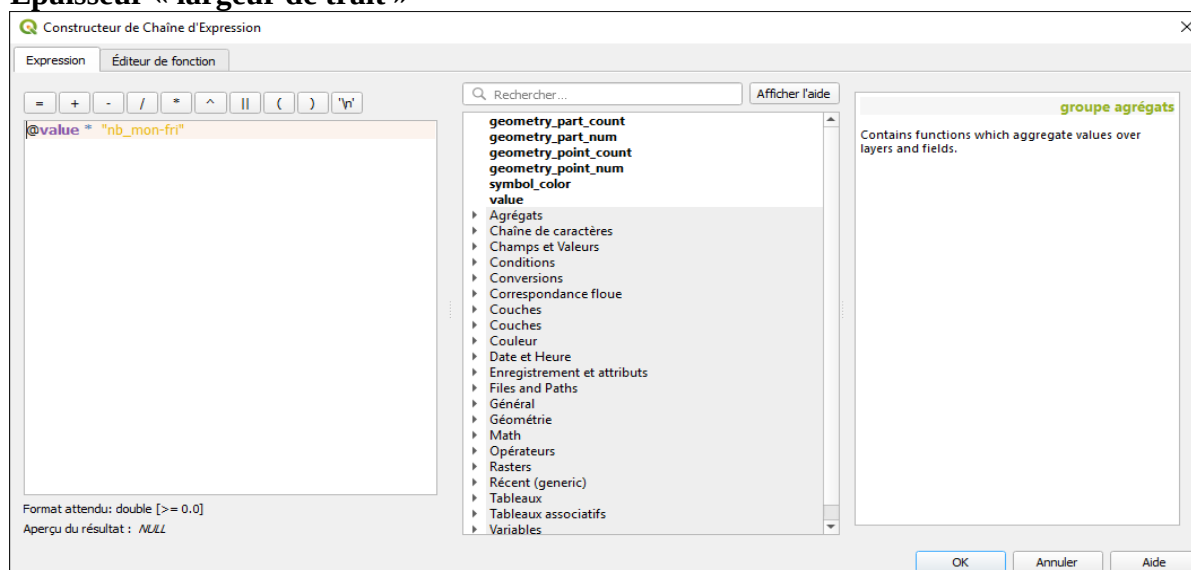 Épaisseur « largeur de trait »
Constructeur de Chaîne d'Expression
Expression
Éditeur de fonction
= + - / * ^ || ( ) '\n'
@value * "nb_mon-fri"
Format attendu: double [>= 0.0]
Aperçu du résultat : NULL
Rechercher...
Afficher l'aide
geometry_part_count
geometry_part_num
geometry_point_count
geometry_point_num
symbol_color
value
Agrégats
Chaîne de caractères
Champs et Valeurs
Conditions
Conversions
Correspondance floue
Couches
Couches
Couleur
Date et Heure
Enregistrement et attributs
Files and Paths
Général
Géométrie
Math
Opérateurs
Rasters
Récent (generic)
Tableaux
Tableaux associatifs
Variables
groupe agrégats
Contains functions which aggregate values over
layers and fields.
OK
Annuler
Aide